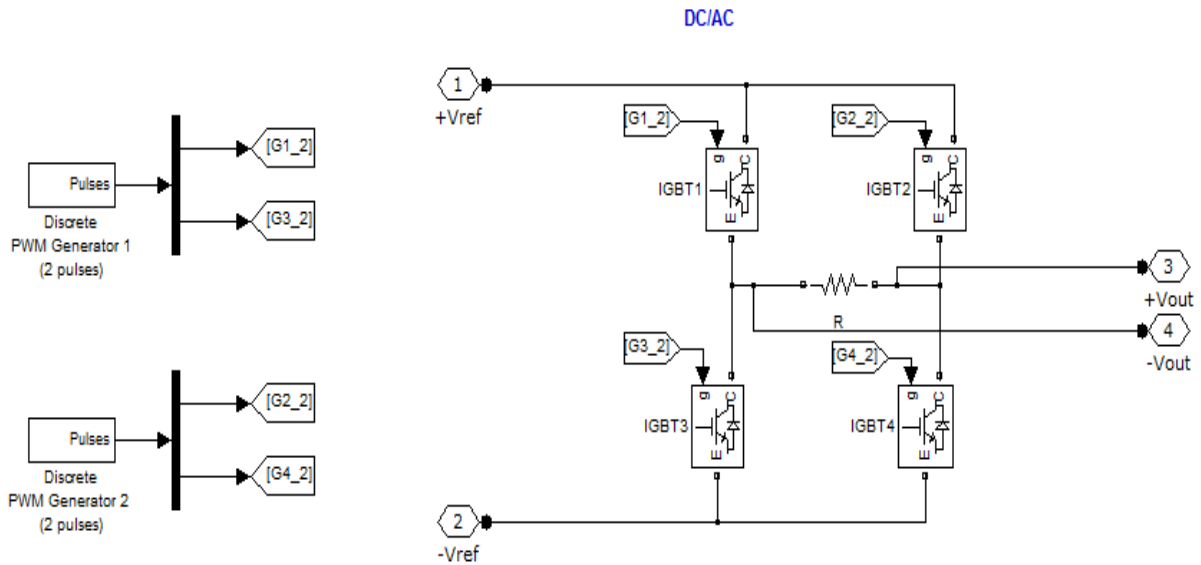 DC/AC
1
+Vref
[G1_2]
[G2_2]
[G1_2]
Pulses
[G3_2]
Discrete
PWM Generator 1
(2 pulses)
g
C
IGBT1
E
g
C
IGBT2
E
3
+Vout
R
4
-Vout
[G3_2]
[G4_2]
[G2_2]
Pulses
[G4_2]
Discrete
PWM Generator 2
(2 pulses)
g
C
IGBT3
E
g
C
IGBT4
E
2
-Vref